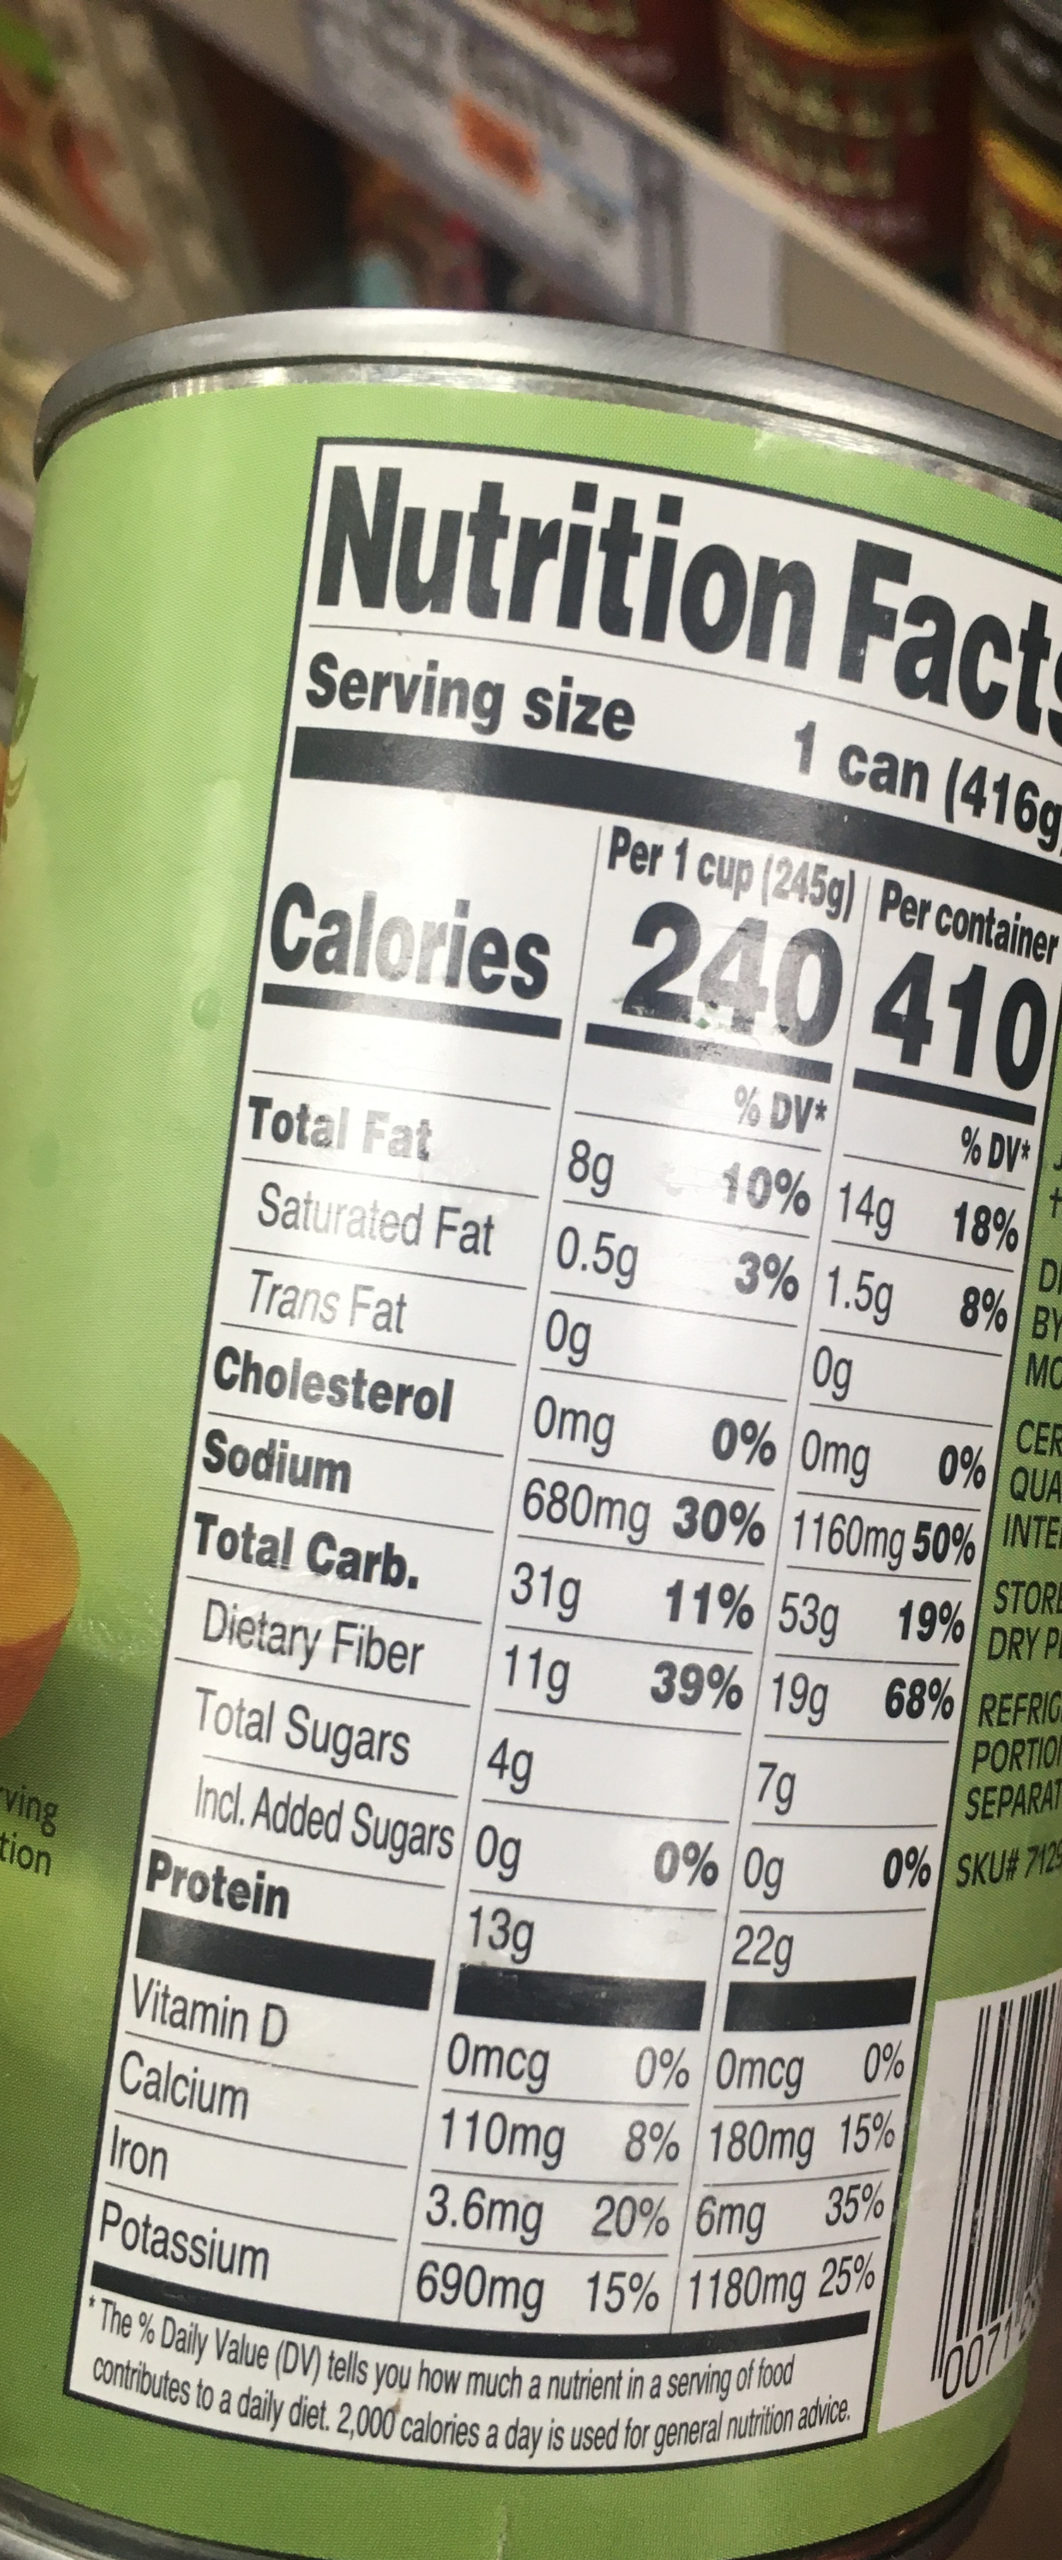 Nutrition Facts
Serving size 1 can (416g)
Per 1 cup (245g) Per container
Calories 240 410
% DV* % DV*
Total Fat 8g 10% 14g 18%
Saturated Fat 0.5g 3% 1.5g 8%
Trans Fat 0g 0g
Cholesterol 0mg 0% 0mg 0%
Sodium 680mg 30% 1160mg 50%
Total Carb. 31g 11% 53g 19%
Dietary Fiber 11g 39% 19g 68%
Total Sugars 4g 7g
Incl. Added Sugars 0g 0% 0g 0%
Protein 13g 22g
Vitamin D 0mcg 0% 0mcg 0%
Calcium 110mg 8% 180mg 15%
Iron 3.6mg 20% 6mg 35%
Potassium 690mg 15% 1180mg 25%
* The % Daily Value (DV) tells you how much a nutrient in a serving of food
contributes to a daily diet. 2,000 calories a day is used for general nutrition advice.
BY
STORE
DRY
SKU#